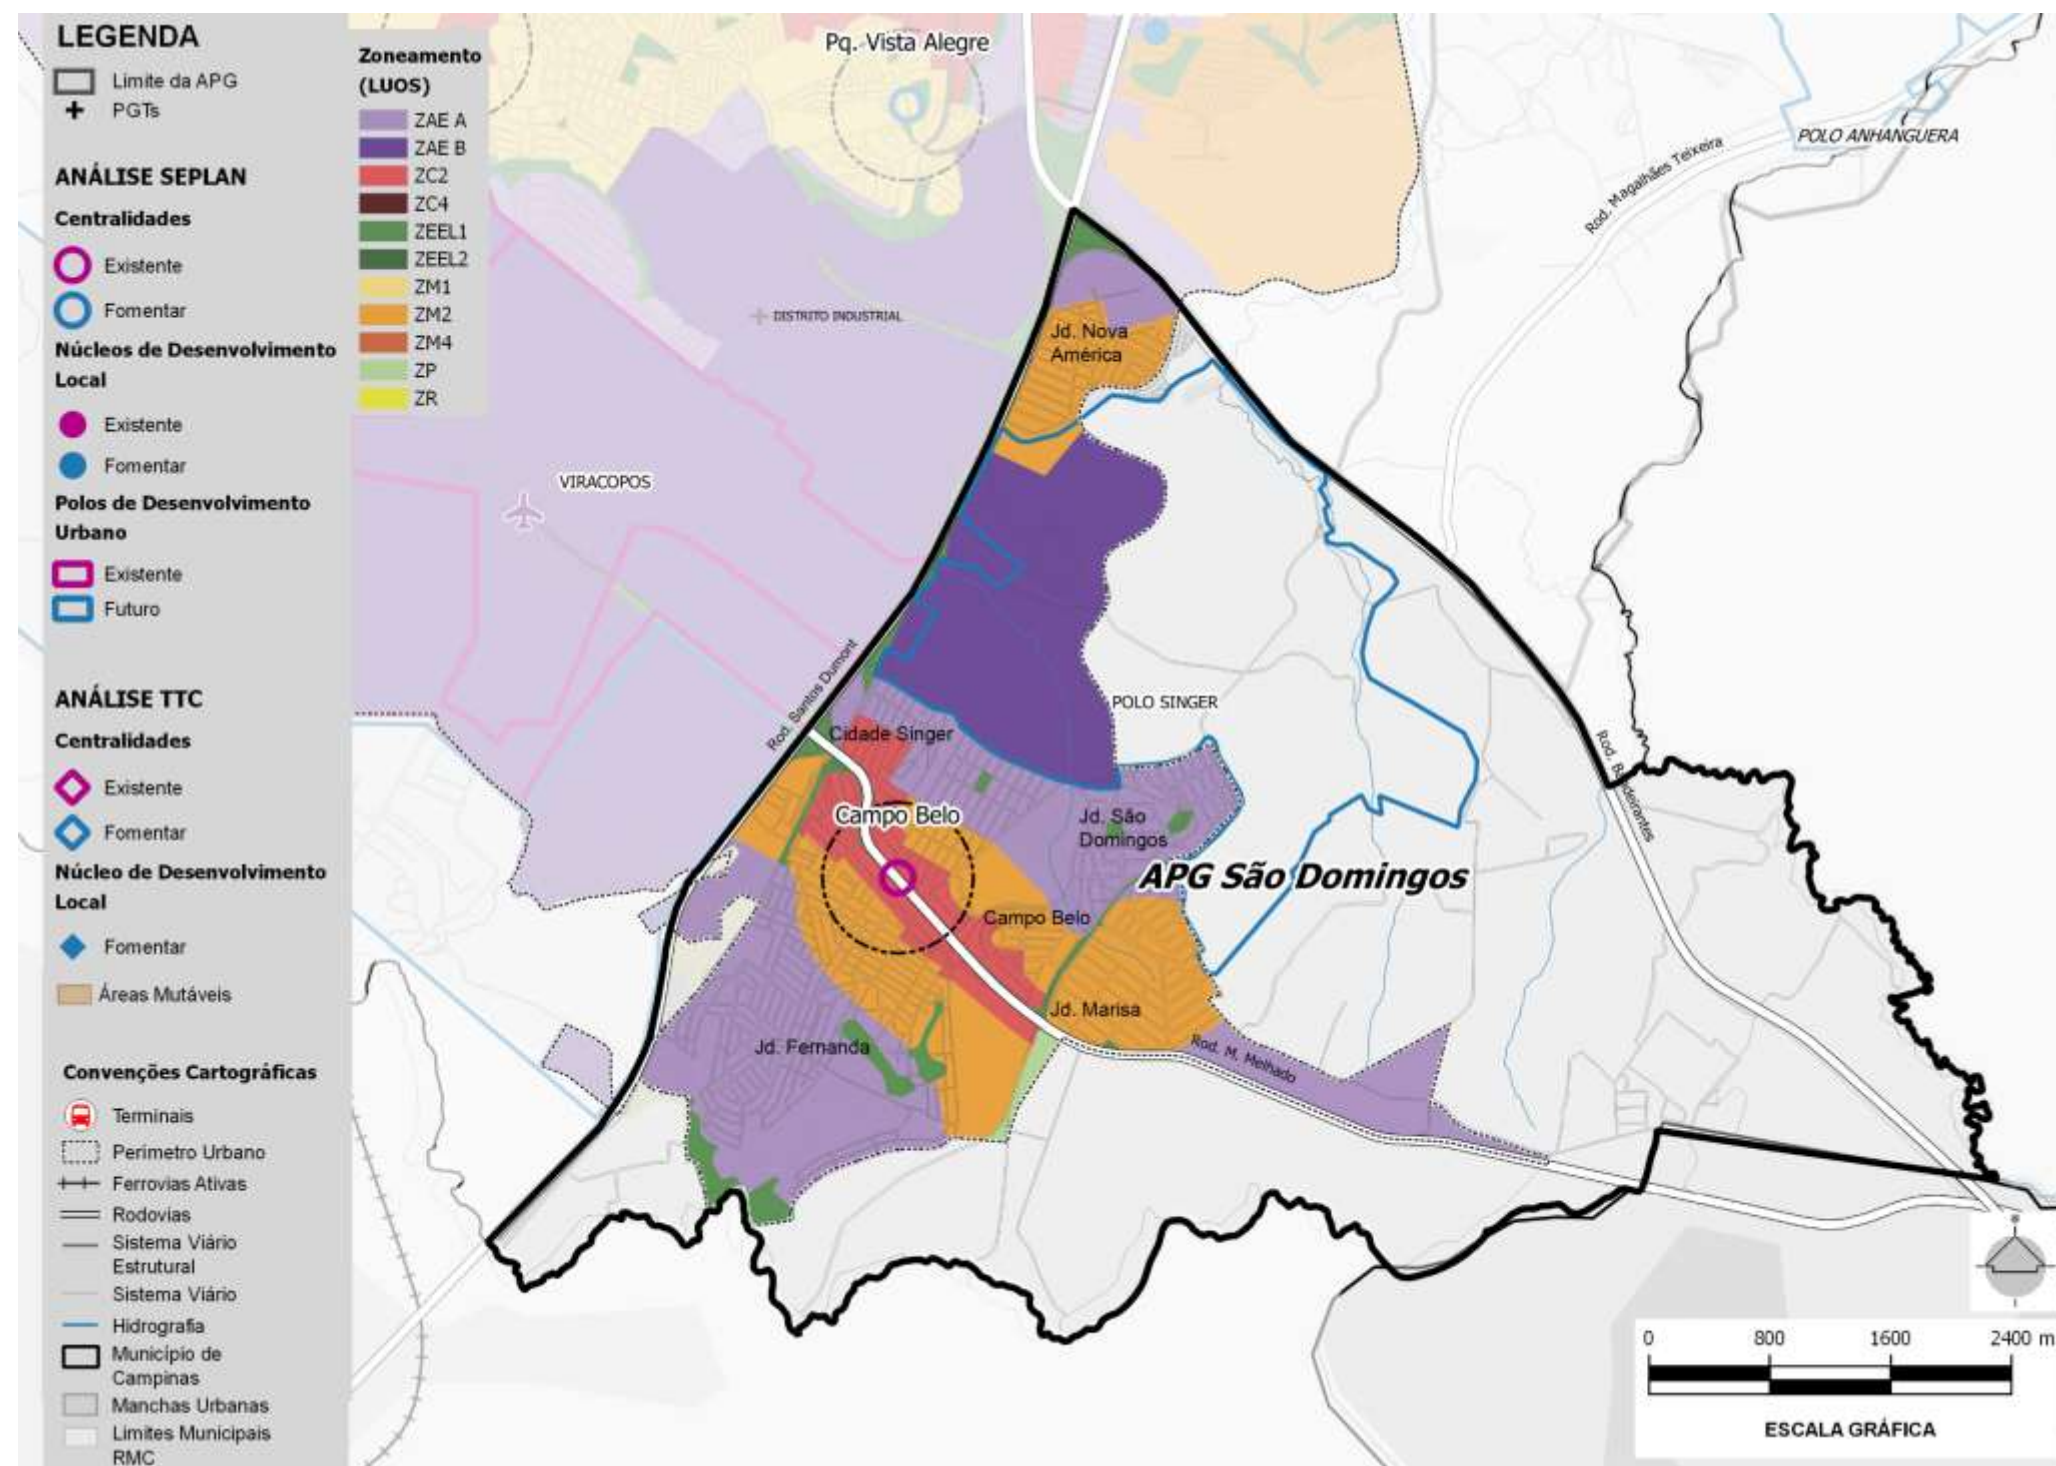 LEGENDA
Limite da APG
PGTs
ANÁLISE SEPLAN
Centralidades
Existente
Fomentar
Núcleos de Desenvolvimento
Local
Existente
Fomentar
Polos de Desenvolvimento
Urbano
Existente
Futuro
ANÁLISE TTC
Centralidades
Existente
Fomentar
Núcleo de Desenvolvimento
Local
Fomentar
Áreas Mutáveis
Convenções Cartográficas
Terminais
Perímetro Urbano
Ferrovias Ativas
Rodovias
Sistema Viário
Estrutural
Sistema Viário
Hidrografia
Município de
Campinas
Manchas Urbanas
Limites Municipais
RMC
Zoneamento
(LUOS)
ZAE A
ZAE B
ZC2
ZC4
ZEEL1
ZEEL2
ZM1
ZM2
ZM4
ZP
ZR
Pq. Vista Alegre
POLO ANHANGUERA
Rod. Magalhães Teixeira
DISTRITO INDUSTRIAL
Jd. Nova
América
VIRACOPOS
Rod. Santos Dumont
POLO SINGER
Cidade Singer
Rod. Bandeirantes
Campo Belo
Jd. São
Domingos
APG São Domingos
Campo Belo
Jd. Marisa
Jd. Fernanda
Rod. M. Melhado
0 800 1600 2400 m
ESCALA GRÁFICA